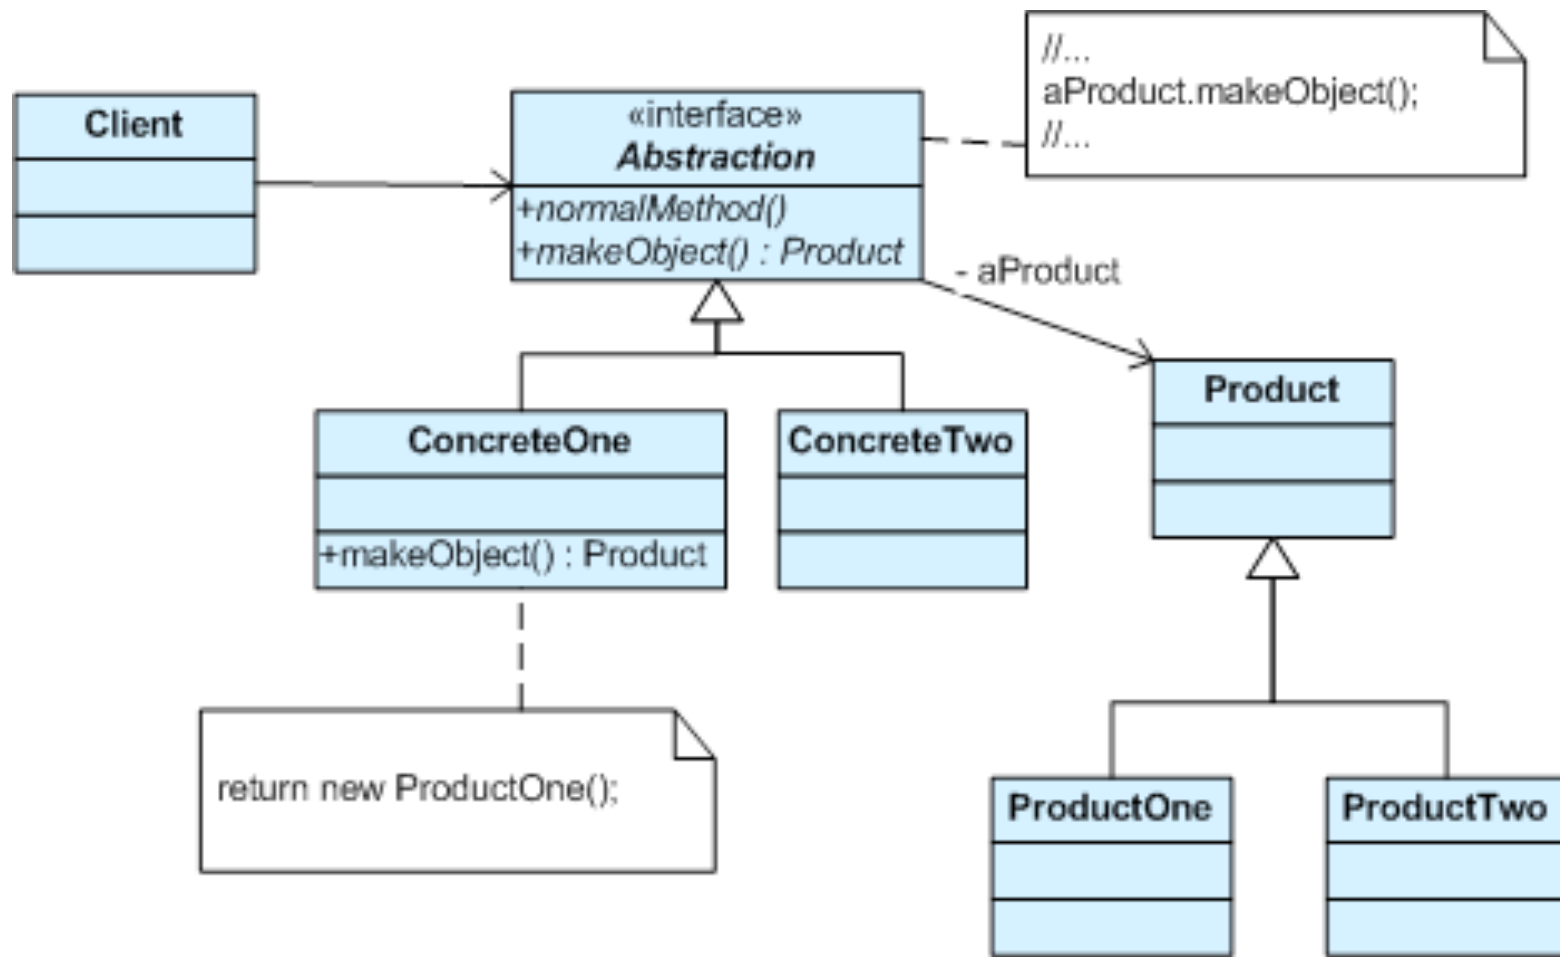 Client
«interface»
Abstraction
+normalMethod()
+makeObject() : Product
//...
aProduct.makeObject();
//...
- aProduct
Product
ConcreteOne
+makeObject() : Product
ConcreteTwo
return new ProductOne();
ProductOne
ProductTwo